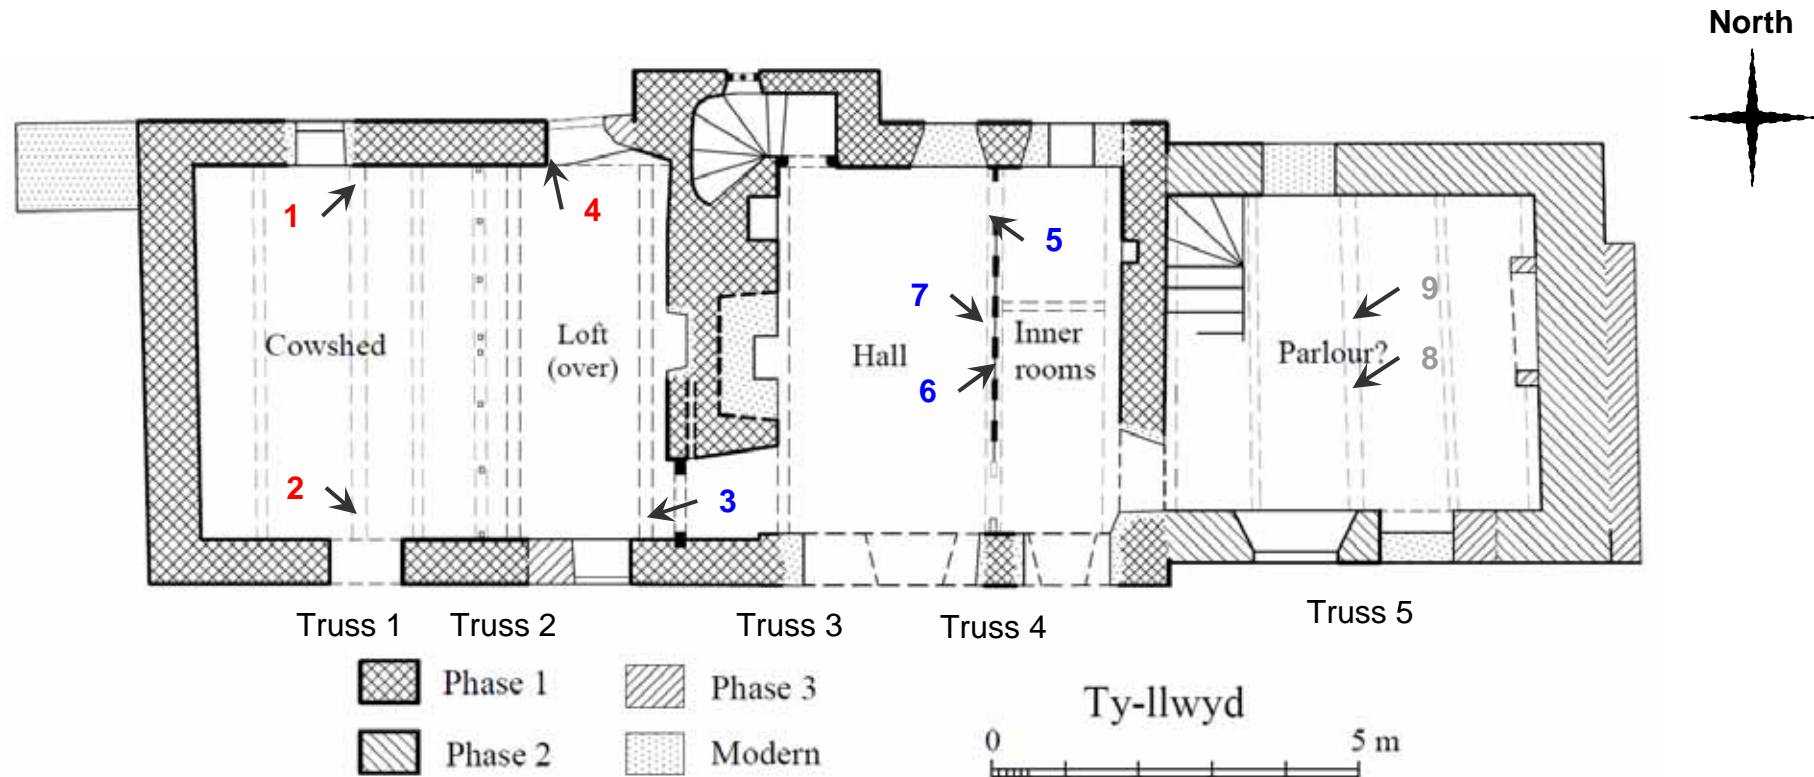 North
1
4
5
7
9
Cowshed
Loft
(over)
Hall
Inner
rooms
Parlour?
8
6
2
3
Truss 1
Truss 2
Truss 3
Truss 4
Truss 5
Phase 1
Phase 3
Ty-llwyd
Phase 2
Modern
0
5 m